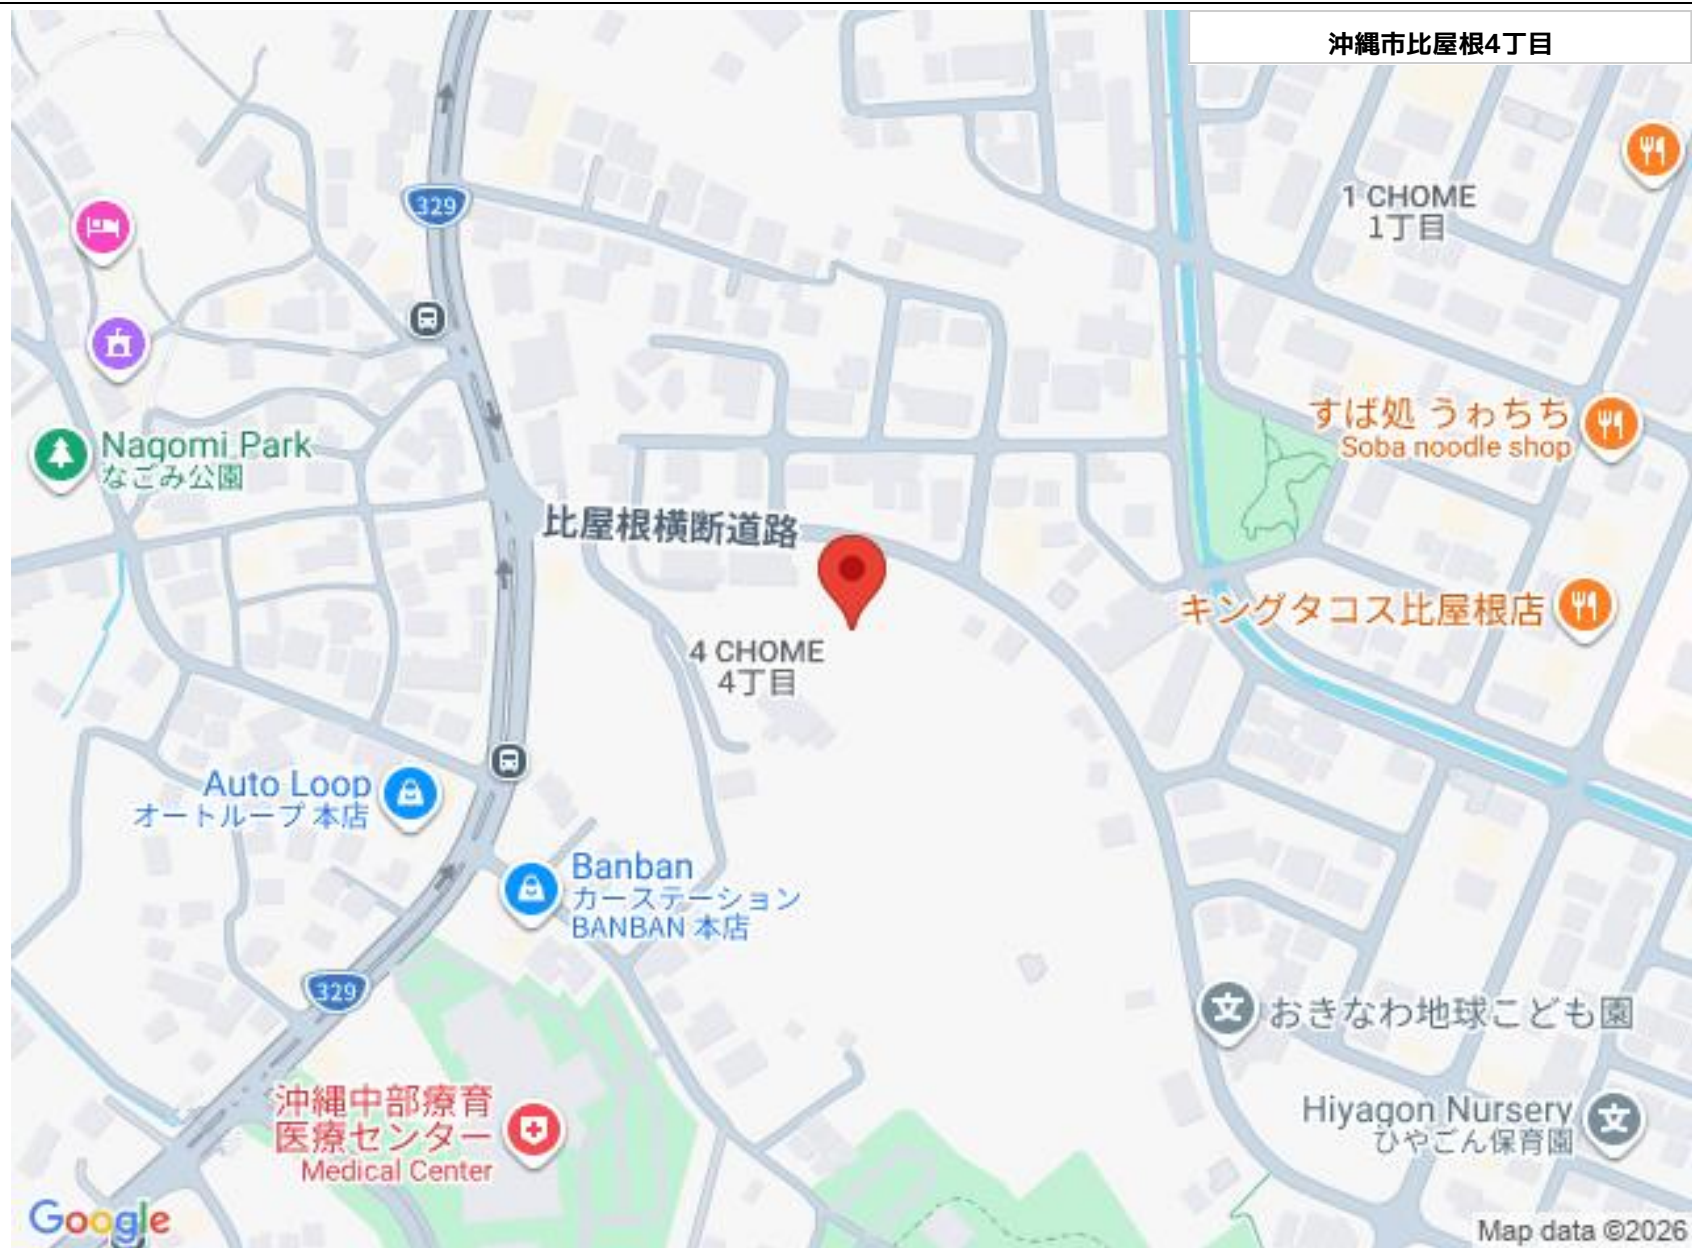 沖縄市比屋根4丁目
329
1 CHOME
1丁目
すば処 うわちち
Soba noodle shop
Nagomi Park
なごみ公園
比屋根横断道路
キングタコス比屋根店
4 CHOME
4丁目
Auto Loop
オートループ 本店
Banban
カーステーション
BANBAN 本店
329
おきなわ地球こども園
沖縄中部療育
医療センター
Medical Center
Hiyagon Nursery
ひやごん保育園
Google
Map data ©2026